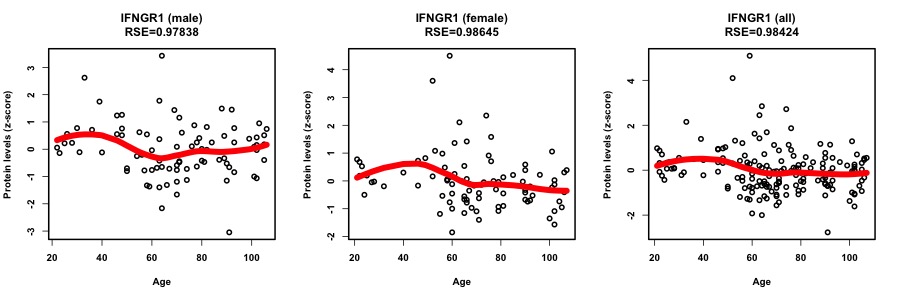 IFNGR1 (male)
RSE=0.97838
Protein levels (z-score)
3
2
1
0
-1
-2
-3
20 40 60 80 100
Age
IFNGR1 (female)
RSE=0.98645
Protein levels (z-score)
4
3
2
1
0
-1
-2
20 40 60 80 100
Age
IFNGR1 (all)
RSE=0.98424
Protein levels (z-score)
4
2
0
-2
20 40 60 80 100
Age